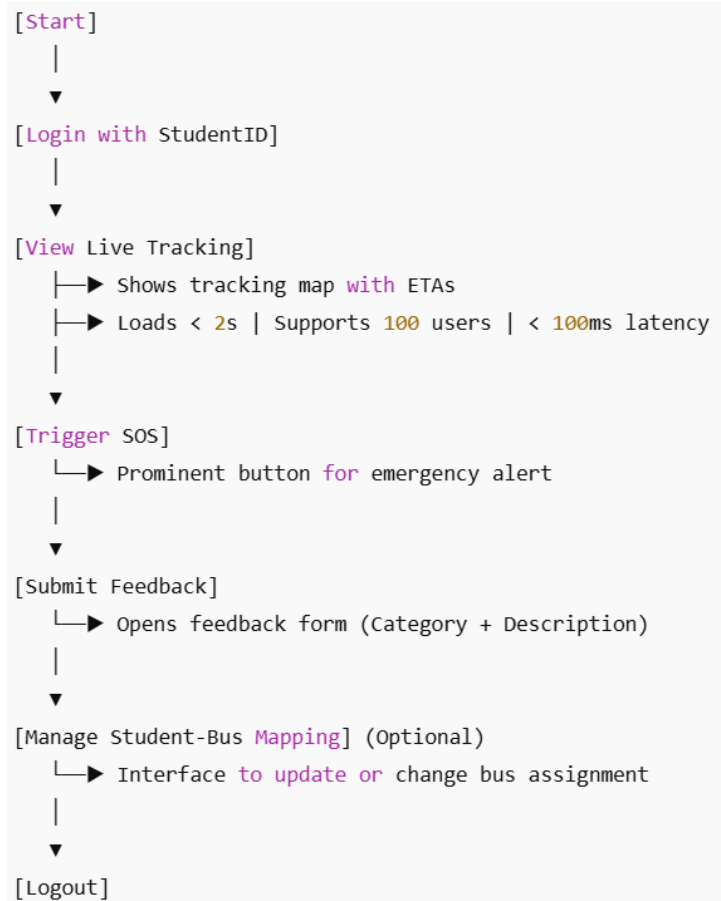 [Start]
│
▼
[Login with StudentID]
│
▼
[View Live Tracking]
├─▶ Shows tracking map with ETAs
├─▶ Loads < 2s | Supports 100 users | < 100ms latency
│
▼
[Trigger SOS]
└─▶ Prominent button for emergency alert
│
▼
[Submit Feedback]
└─▶ Opens feedback form (Category + Description)
│
▼
[Manage Student-Bus Mapping] (Optional)
└─▶ Interface to update or change bus assignment
│
▼
[Logout]